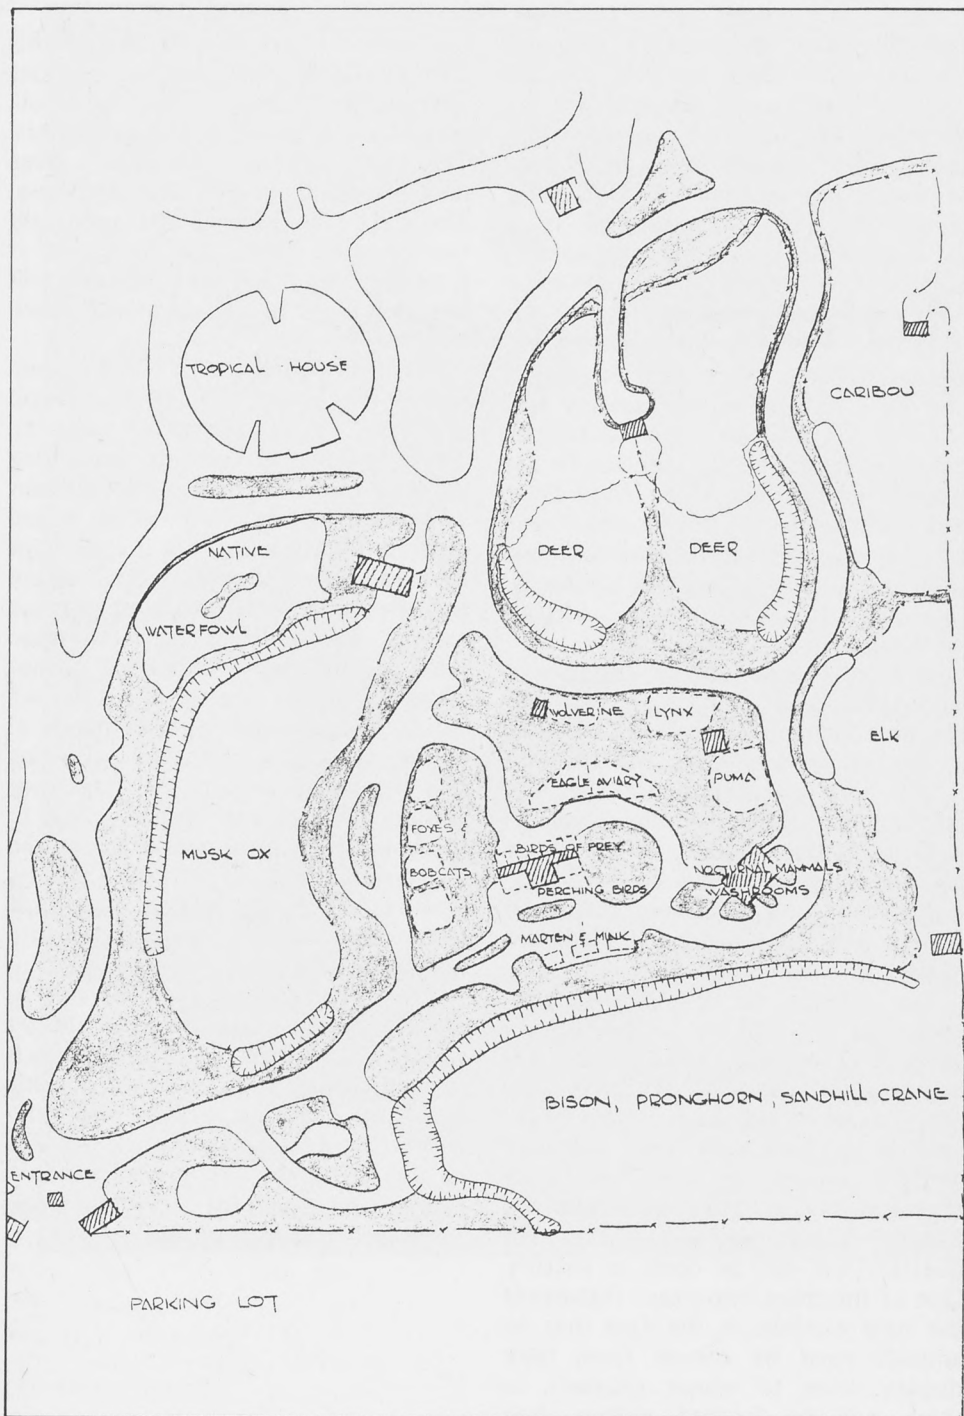 TROPICAL HOUSE
CARIBOU
NATIVE
WATERFOWL
DEER
DEER
WOLVERINE
LYNX
ELK
EAGLE AVIARY
PUMA
FOXES &
BOBCATS
BIRDS OF PREY
PERCHING BIRDS
MUSK OX
NOCTURNAL MAMMALS
WASHROOMS
MARTEN & MINK
BISON, PRONGHORN, SANDHILL CRANE
ENTRANCE
PARKING LOT